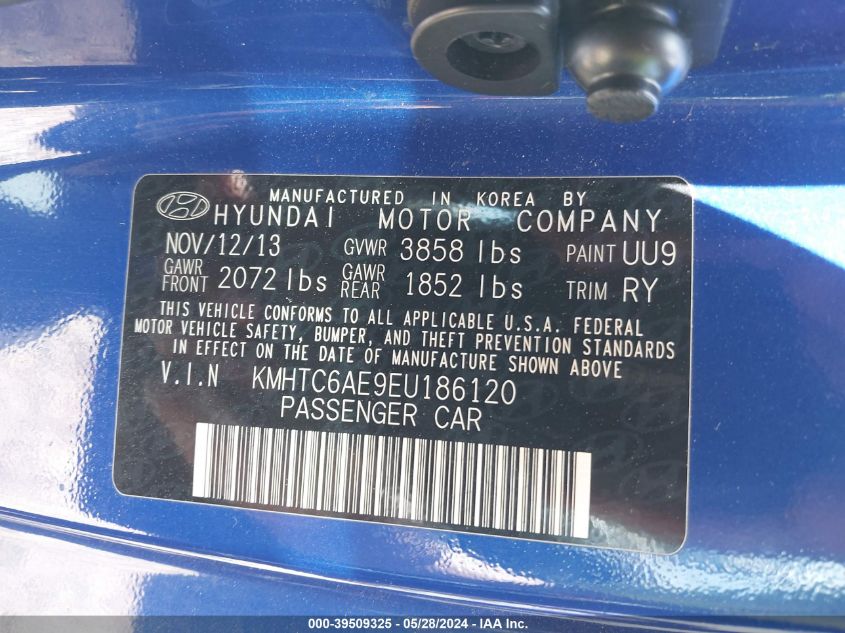 MANUFACTURED IN KOREA BY
HYUNDAI MOTOR COMPANY
NOV/12/13 GVWR 3858 lbs PAINT UU9
GAWR FRONT 2072 lbs GAWR REAR 1852 lbs TRIM RY
THIS VEHICLE CONFORMS TO ALL APPLICABLE U.S.A. FEDERAL
MOTOR VEHICLE SAFETY, BUMPER, AND THEFT PREVENTION STANDARDS
IN EFFECT ON THE DATE OF MANUFACTURE SHOWN ABOVE
V.I.N KMHTC6AE9EU186120
PASSENGER CAR
000-39509325 - 05/28/2024 - IAA Inc.